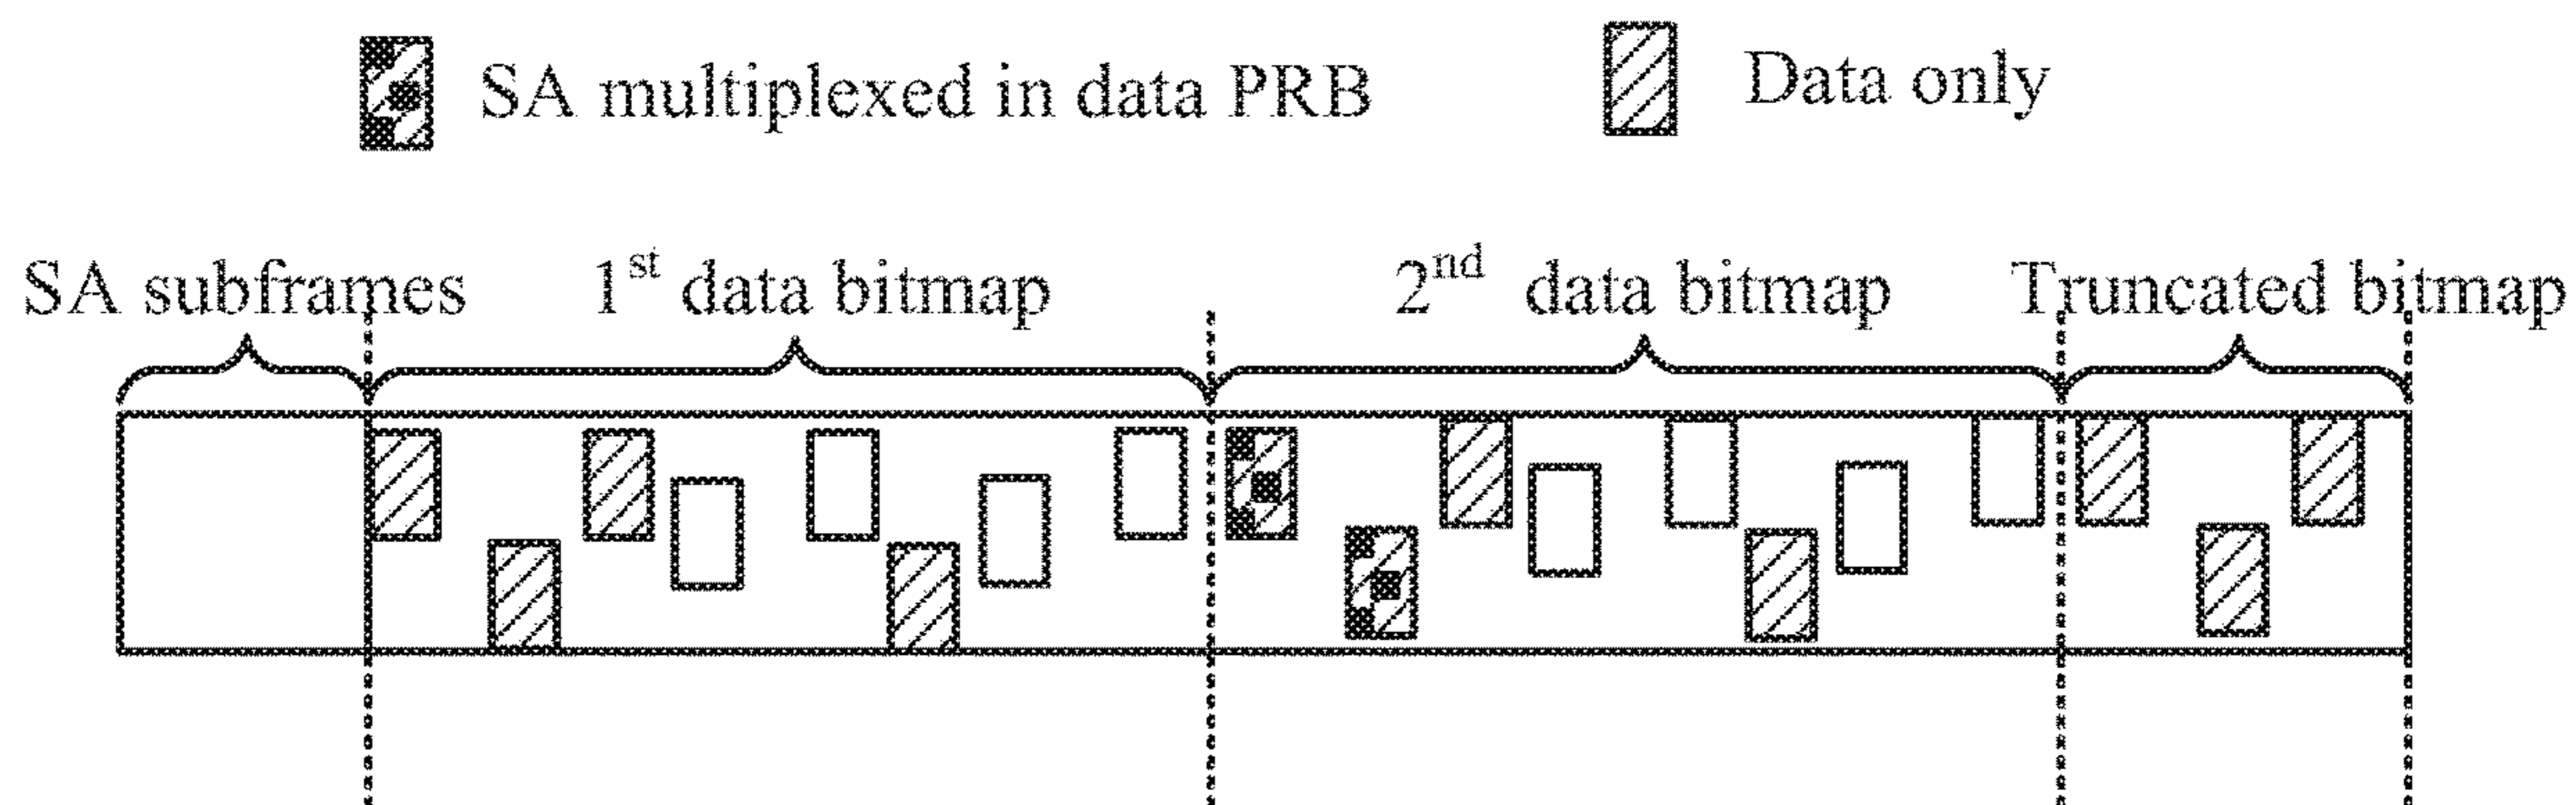 SA multiplexed in data PRB
Data only
SA subframes
1st data bitmap
2nd data bitmap
Truncated bitmap